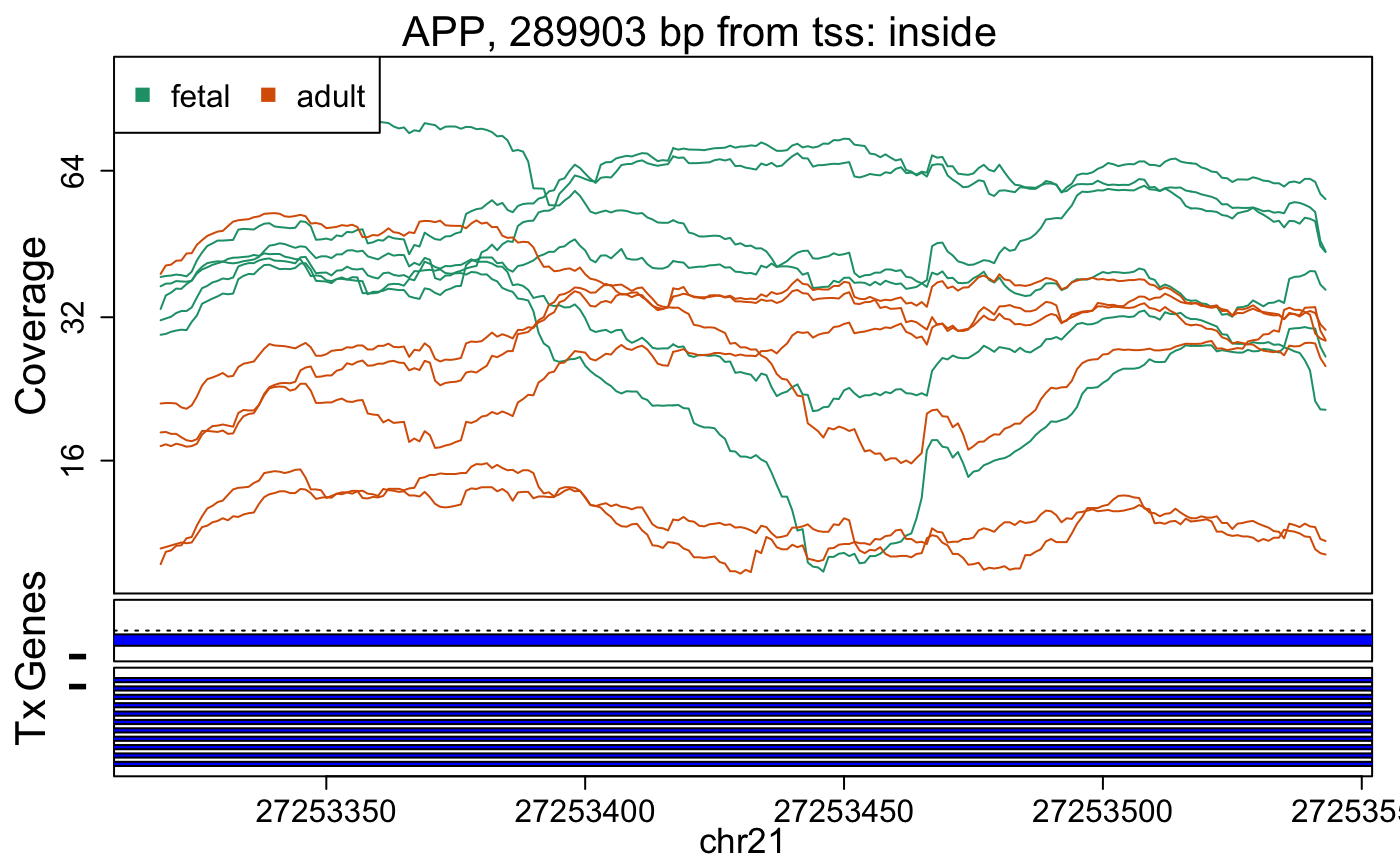 APP, 289903 bp from tss: inside
fetal adult
64
32
16
Coverage
Genes
-
Tx
-
27253350 27253400 27253450 27253500
chr21